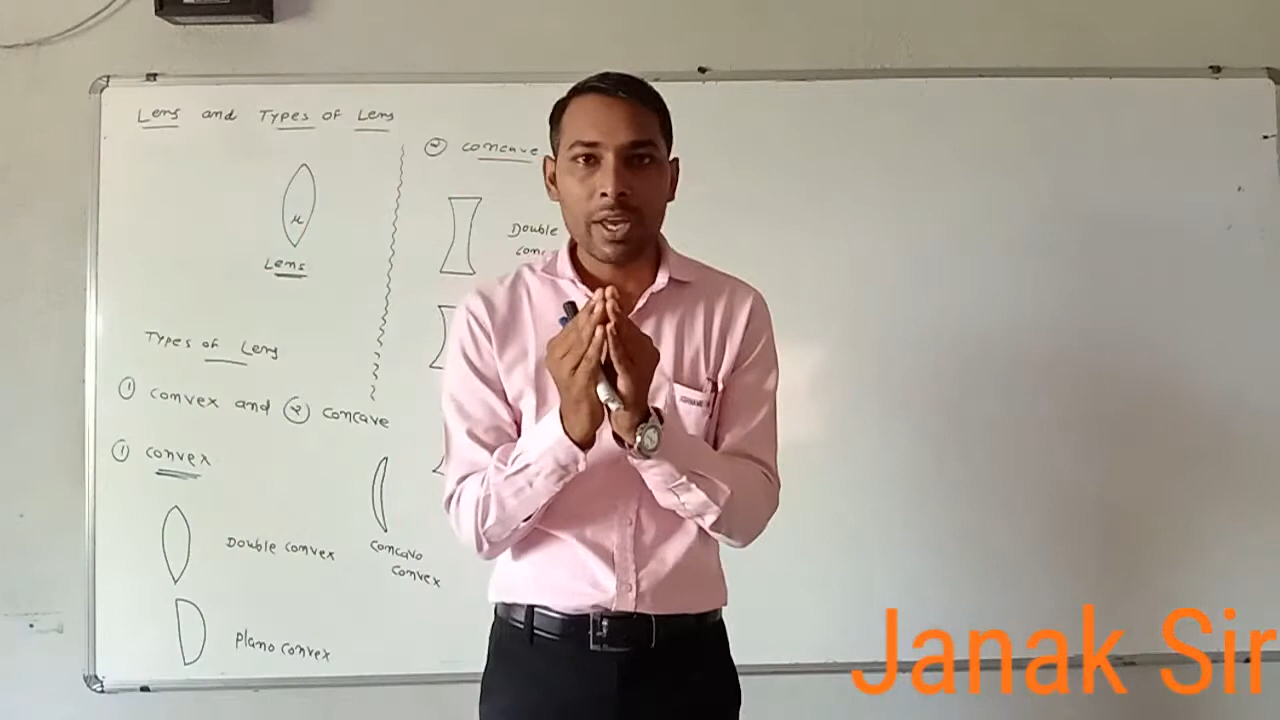 Lens and Types of Lens
μ
Lens
Types of Lens
① convex and ② concave
① convex
Double convex
Plano convex
Concavo
convex
② concave
Double
Janak Sir